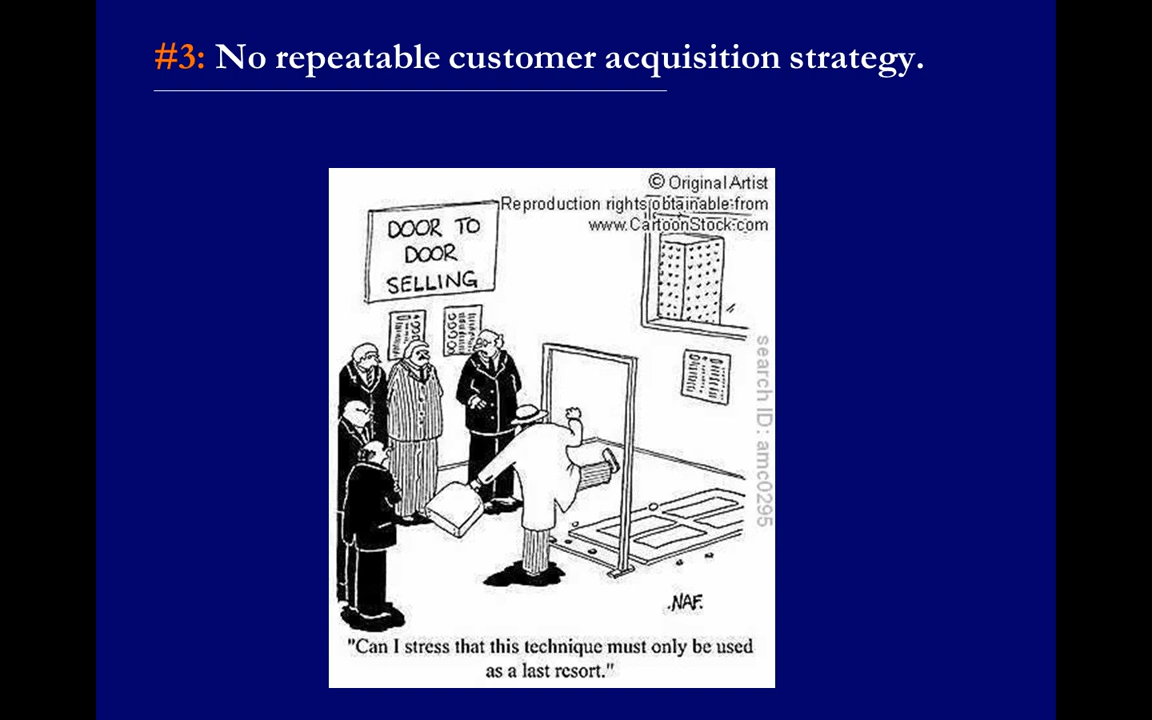 #3: No repeatable customer acquisition strategy.
© Original Artist
Reproduction rights obtainable from
www.CartoonStock.com
DOOR TO
DOOR
SELLING
search ID: amc0295
.NAF.
"Can I stress that this technique must only be used
as a last resort."